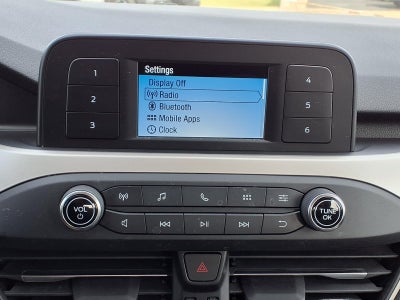 Settings
Display Off
Radio
Bluetooth
Mobile Apps
Clock
1
2
3
4
5
6
VOL
TUNE
OK